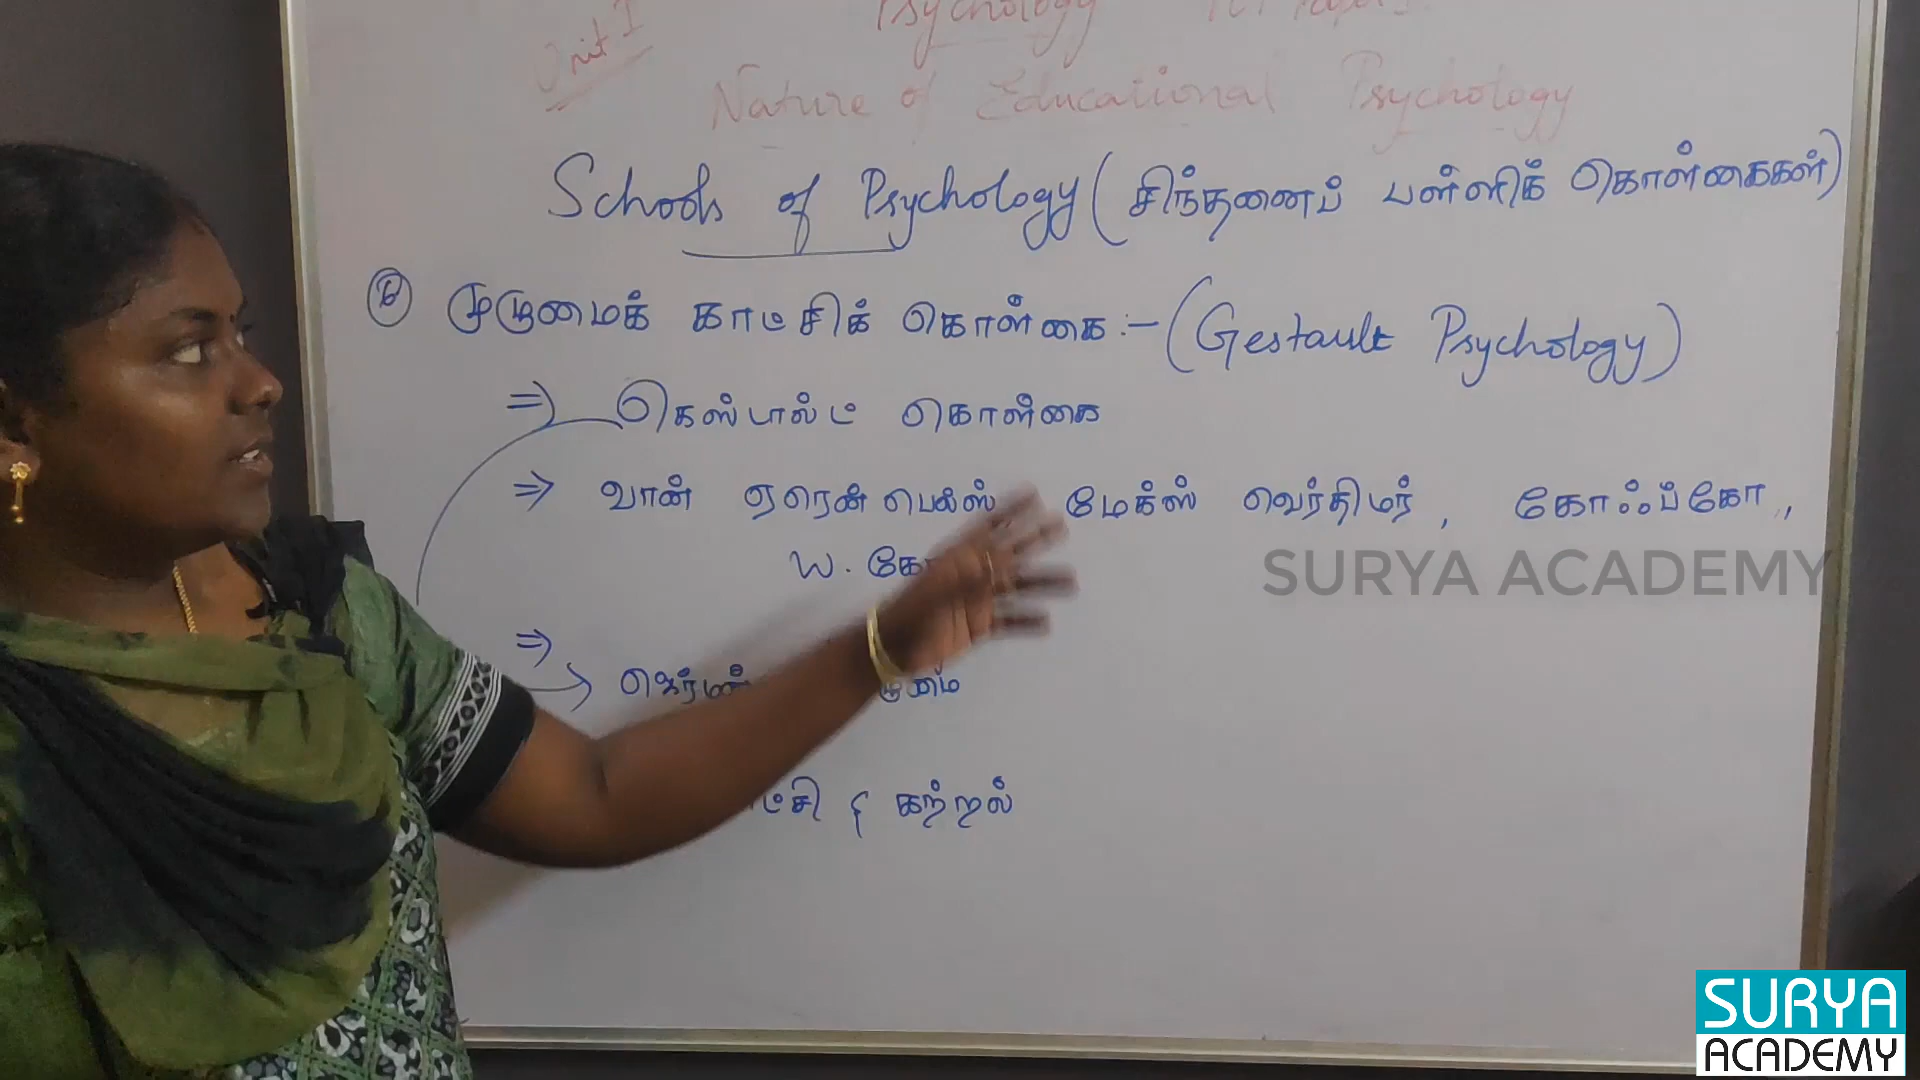 Unit I
Psychology
Nature of Educational Psychology
Schools of Psychology (சிந்தனைப் பள்ளிக் கொள்கைகள்)
முழுமைக் காட்சிக் கொள்கை :- (Gestault Psychology)
⇒ கெஸ்டால்ட் கொள்கை
⇒ வான் ஏரென் பெல்ஸ் மேக்ஸ் வெர்திமர், கோஃப்கோ,
W.
SURYA ACADEMY
⇒
→ ஜெர்மன்
கற்றல்
SURYA
ACADEMY